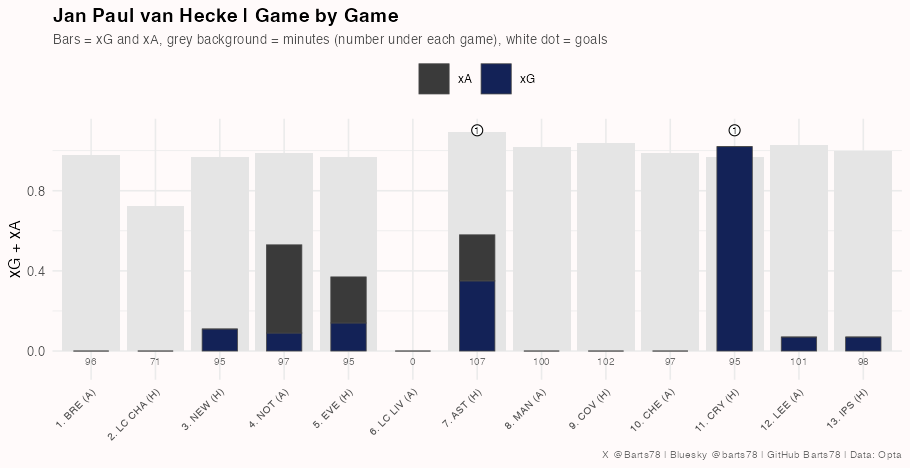 Jan Paul van Hecke | Game by Game
Bars = xG and xA, grey background = minutes (number under each game), white dot = goals
xA xG
1 1
xG + xA
0.8
0.4
0.0
96 71 95 97 95 0 107 100 102 97 95 101 98
1. BRE (A)
2. LC CHA (H)
3. NEW (H)
4. NOT (A)
5. EVE (H)
6. LC LIV (A)
7. AST (H)
8. MAN (A)
9. COV (H)
10. CHE (A)
11. CRY (H)
12. LEE (A)
13. IPS (H)
X @Barts78 | Bluesky @barts78 | GitHub Barts78 | Data: Opta